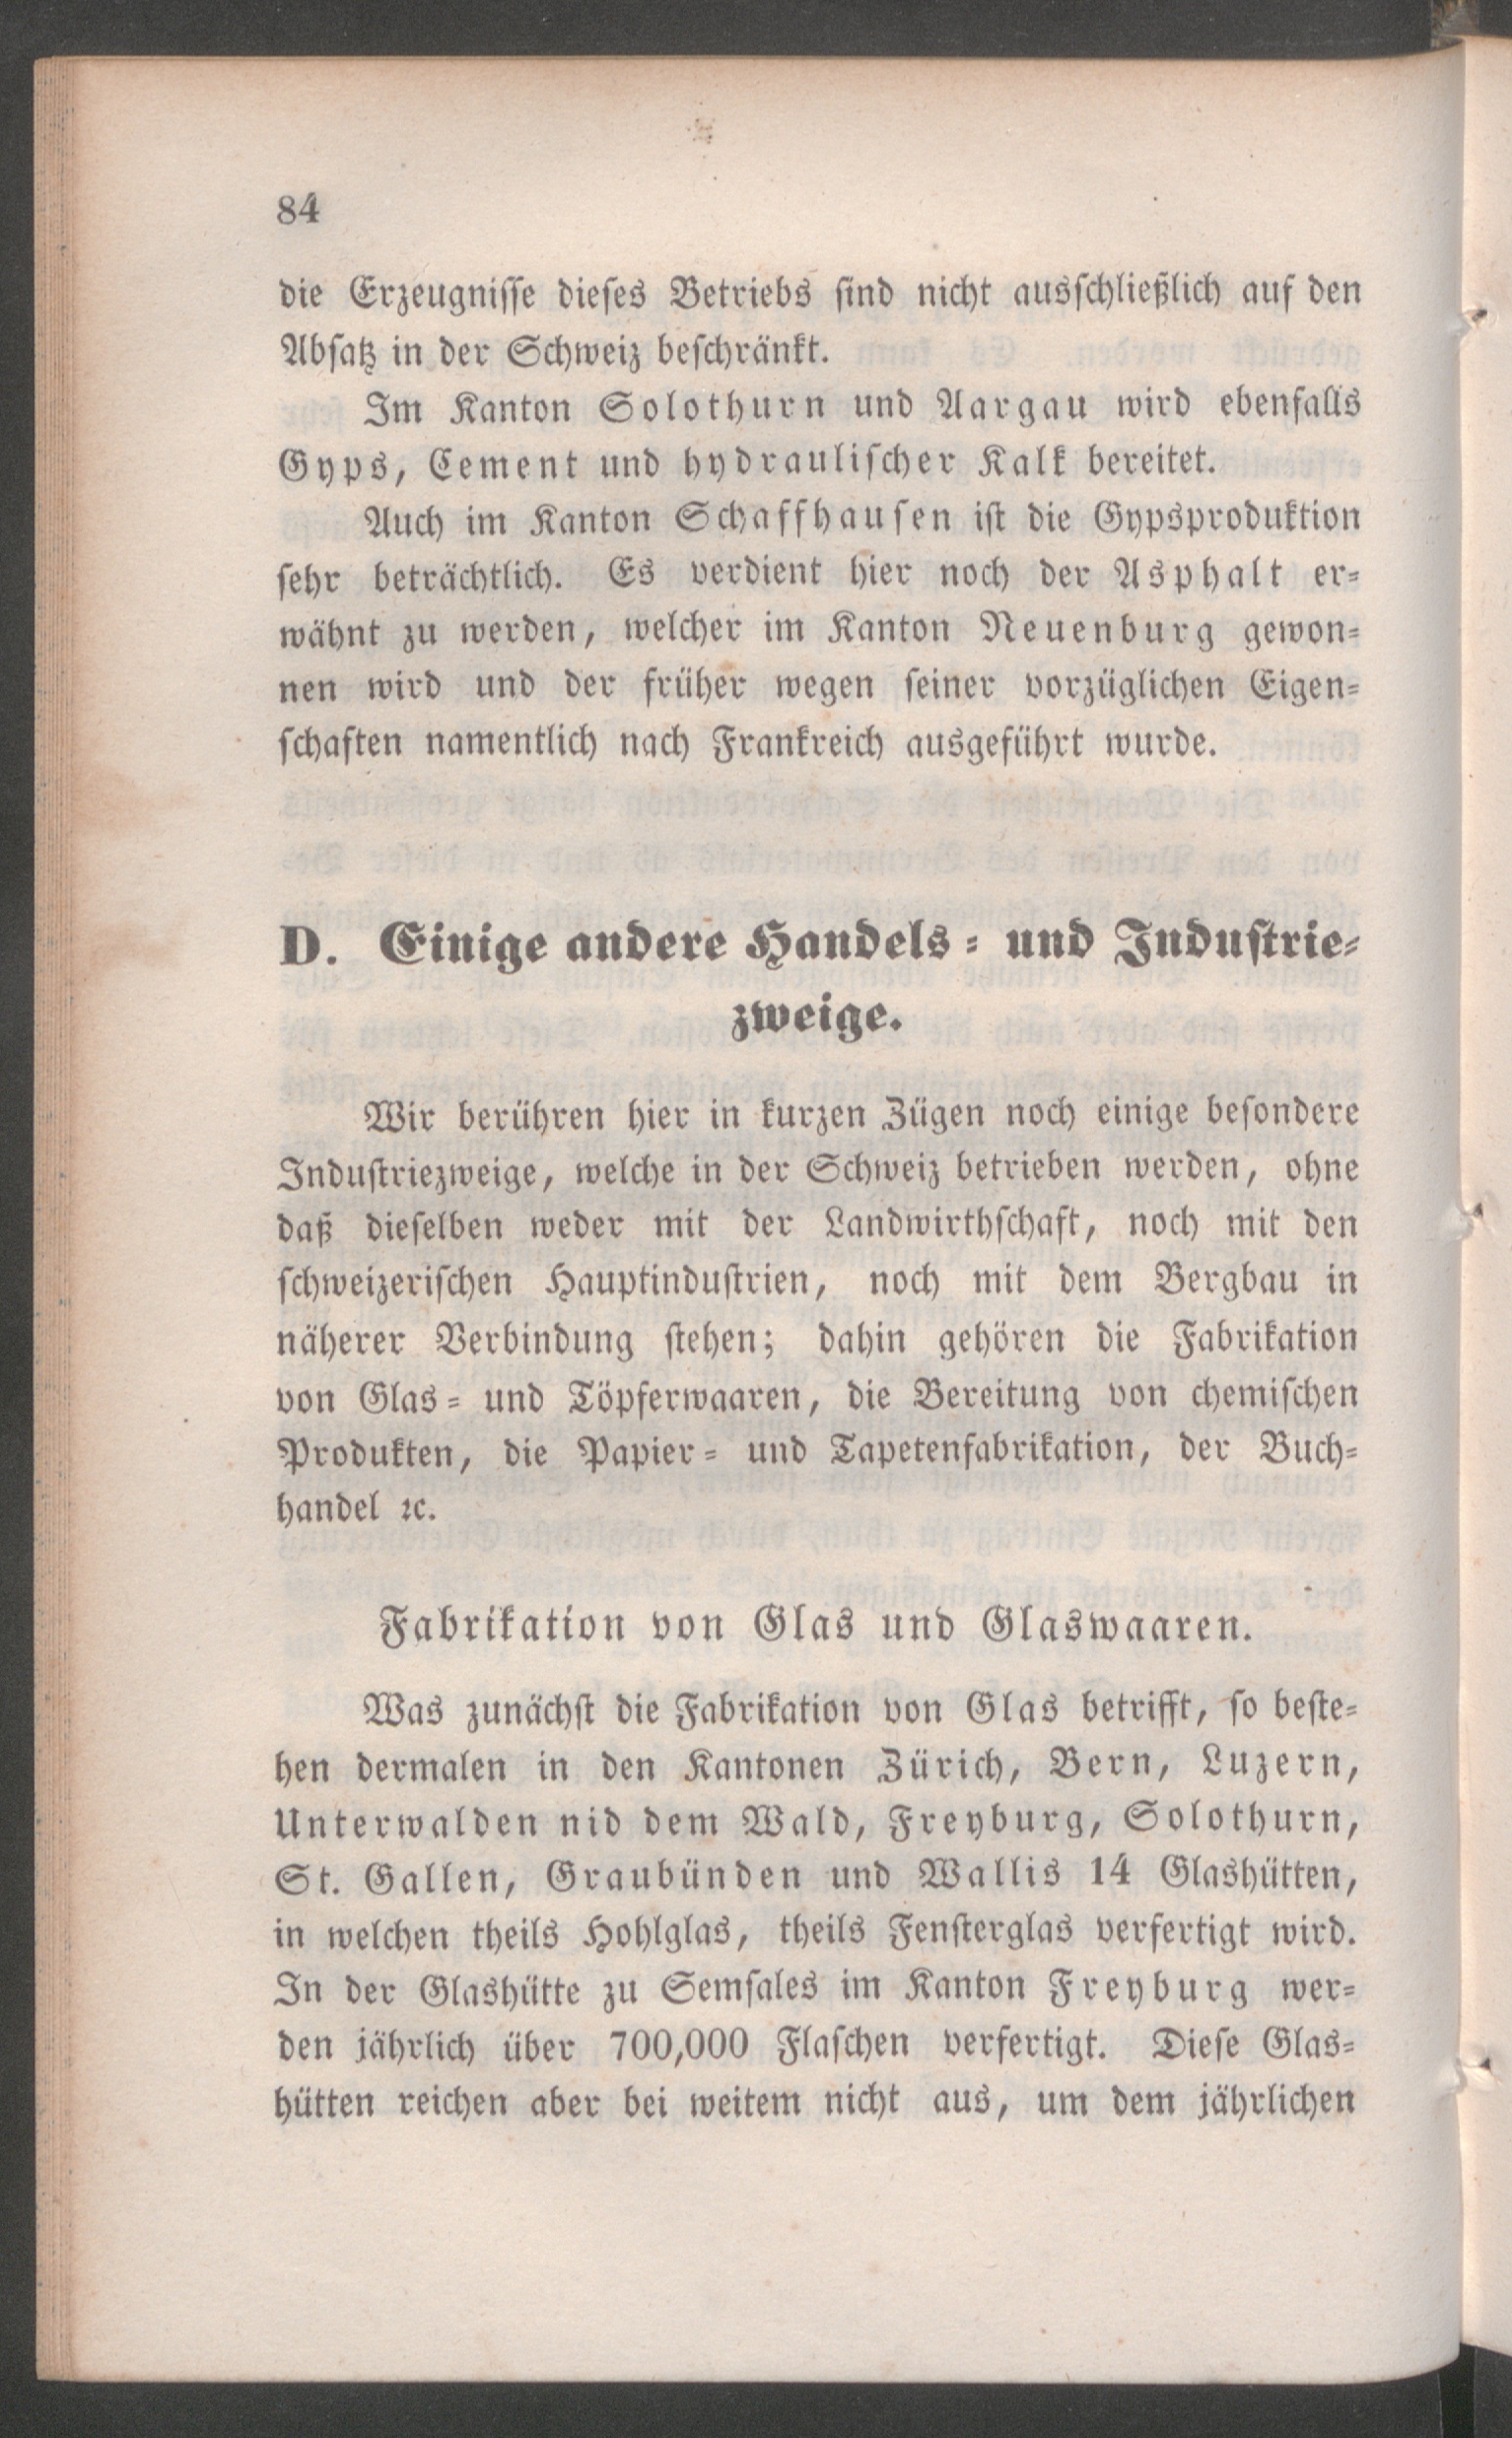 84
die Erzeugnisse dieses Betriebs sind nicht ausschließlich auf den
Absatz in der Schweiz beschränkt.
Im Kanton Solothurn und Aargau wird ebenfalls
Gyps, Cement und hydraulischer Kalk bereitet.
Auch im Kanton Schaffhausen ist die Gypsproduktion
sehr beträchtlich. Es verdient hier noch der Asphalt er-
wähnt zu werden, welcher im Kanton Neuenburg gewon-
nen wird und der früher wegen seiner vorzüglichen Eigen-
schaften namentlich nach Frankreich ausgeführt wurde.
D. Einige andere Handels- und Industrie-
zweige.
Wir berühren hier in kurzen Zügen noch einige besondere
Industriezweige, welche in der Schweiz betrieben werden, ohne
daß dieselben weder mit der Landwirthschaft, noch mit den
schweizerischen Hauptindustrien, noch mit dem Bergbau in
näherer Verbindung stehen; dahin gehören die Fabrikation
von Glas- und Töpferwaaren, die Bereitung von chemischen
Produkten, die Papier- und Tapetenfabrikation, der Buch-
handel ꝛc.
Fabrikation von Glas und Glaswaaren.
Was zunächst die Fabrikation von Glas betrifft, so beste-
hen dermalen in den Kantonen Zürich, Bern, Luzern,
Unterwalden nid dem Wald, Freyburg, Solothurn,
St. Gallen, Graubünden und Wallis 14 Glashütten,
in welchen theils Hohlglas, theils Fensterglas verfertigt wird.
In der Glashütte zu Semsales im Kanton Freyburg wer-
den jährlich über 700,000 Flaschen verfertigt. Diese Glas-
hütten reichen aber bei weitem nicht aus, um dem jährlichen